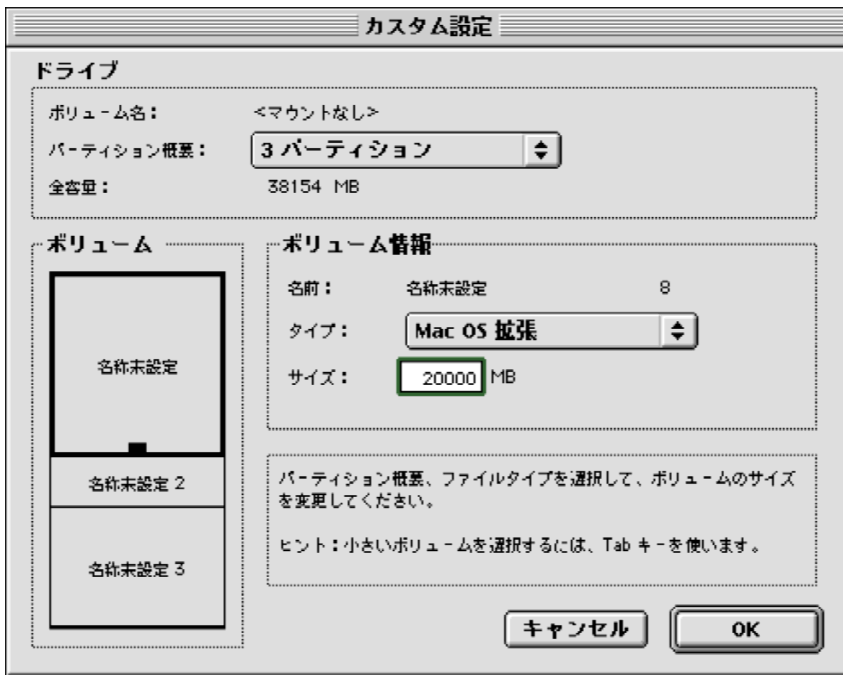 カスタム設定
ドライブ
ボリューム名： <マウントなし>
パーティション概要： 3 パーティション
全容量： 38154 MB
ボリューム
名称未設定
名称未設定 2
名称未設定 3
ボリューム情報
名前： 名称未設定 8
タイプ： Mac OS 拡張
サイズ： 20000 MB
パーティション概要、ファイルタイプを選択して、ボリュームのサイズ
を変更してください。
ヒント：小さいボリュームを選択するには、Tab キーを使います。
キャンセル OK